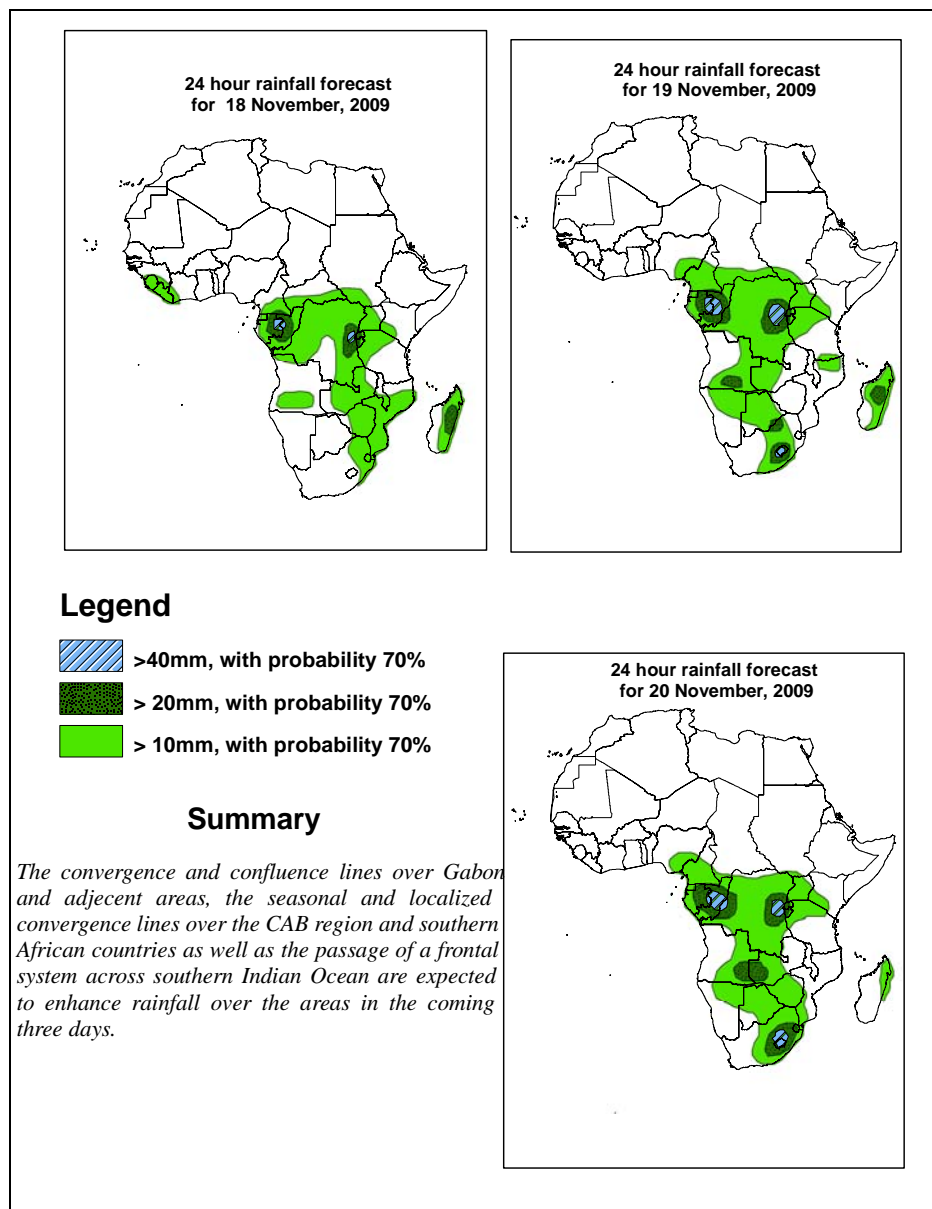 24 hour rainfall forecast
for 18 November, 2009
24 hour rainfall forecast
for 19 November, 2009
Legend
>40mm, with probability 70%
> 20mm, with probability 70%
> 10mm, with probability 70%
Summary
The convergence and confluence lines over Gabon
and adjecent areas, the seasonal and localized
convergence lines over the CAB region and southern
African countries as well as the passage of a frontal
system across southern Indian Ocean are expected
to enhance rainfall over the areas in the coming
three days.
24 hour rainfall forecast
for 20 November, 2009